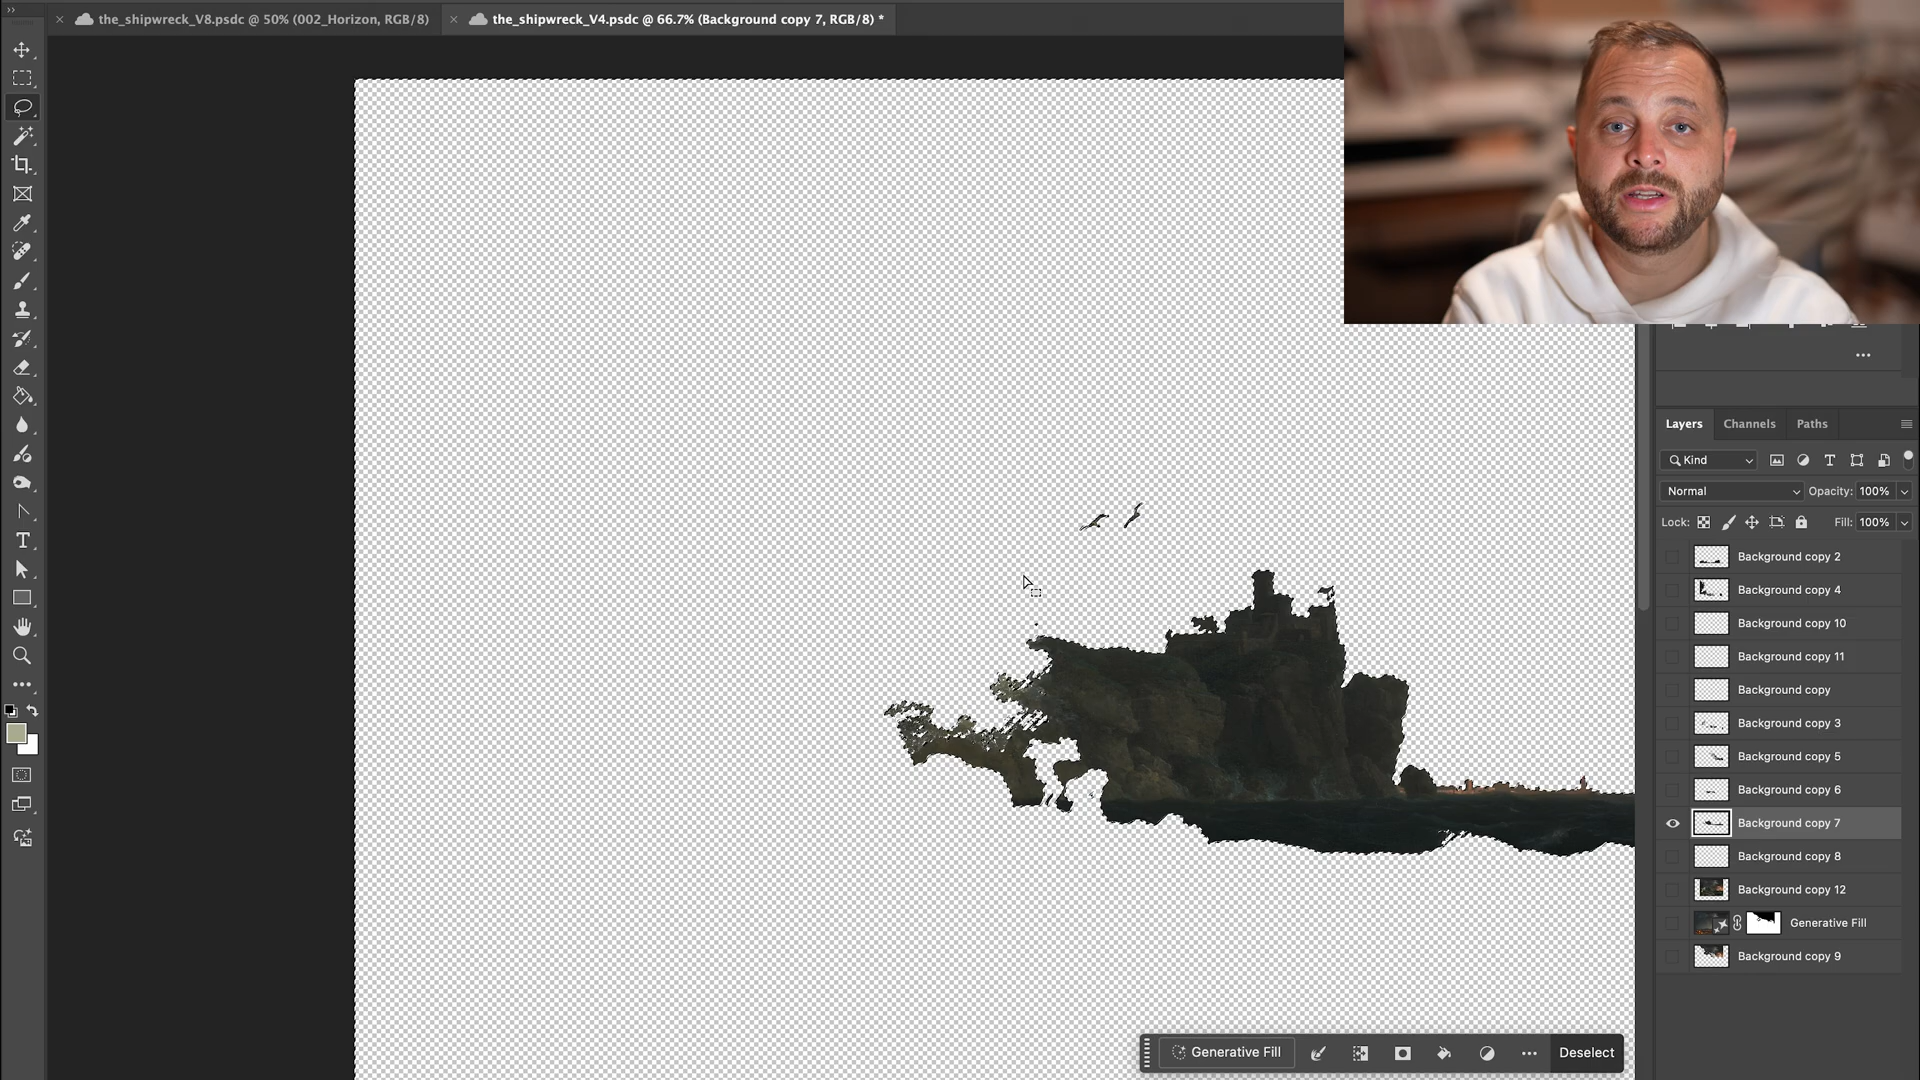 the_shipwreck_V8.psdc @ 50% (002_Horizon, RGB/8)
the_shipwreck_V4.psdc @ 66.7% (Background copy 7, RGB/8) *
Layers
Channels
Paths
Kind
Normal
Opacity: 100%
Lock:
Fill: 100%
Background copy 2
Background copy 4
Background copy 10
Background copy 11
Background copy
Background copy 3
Background copy 5
Background copy 6
Background copy 7
Background copy 8
Background copy 12
Generative Fill
Background copy 9
Generative Fill
Deselect